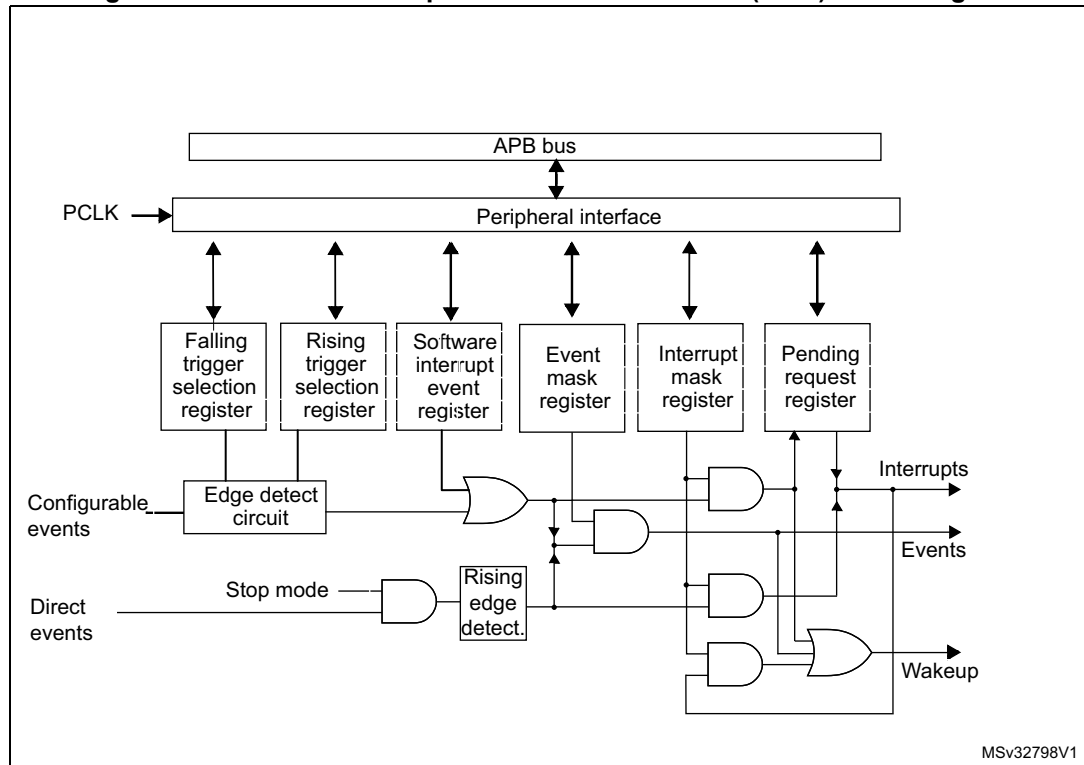 APB bus
PCLK
Peripheral interface
Falling
trigger
selection
register
Rising
trigger
selection
register
Software
interrupt
event
register
Event
mask
register
Interrupt
mask
register
Pending
request
register
Interrupts
Configurable
events
Edge detect
circuit
Events
Stop mode
Rising
edge
detect.
Direct
events
Wakeup
MSv32798V1